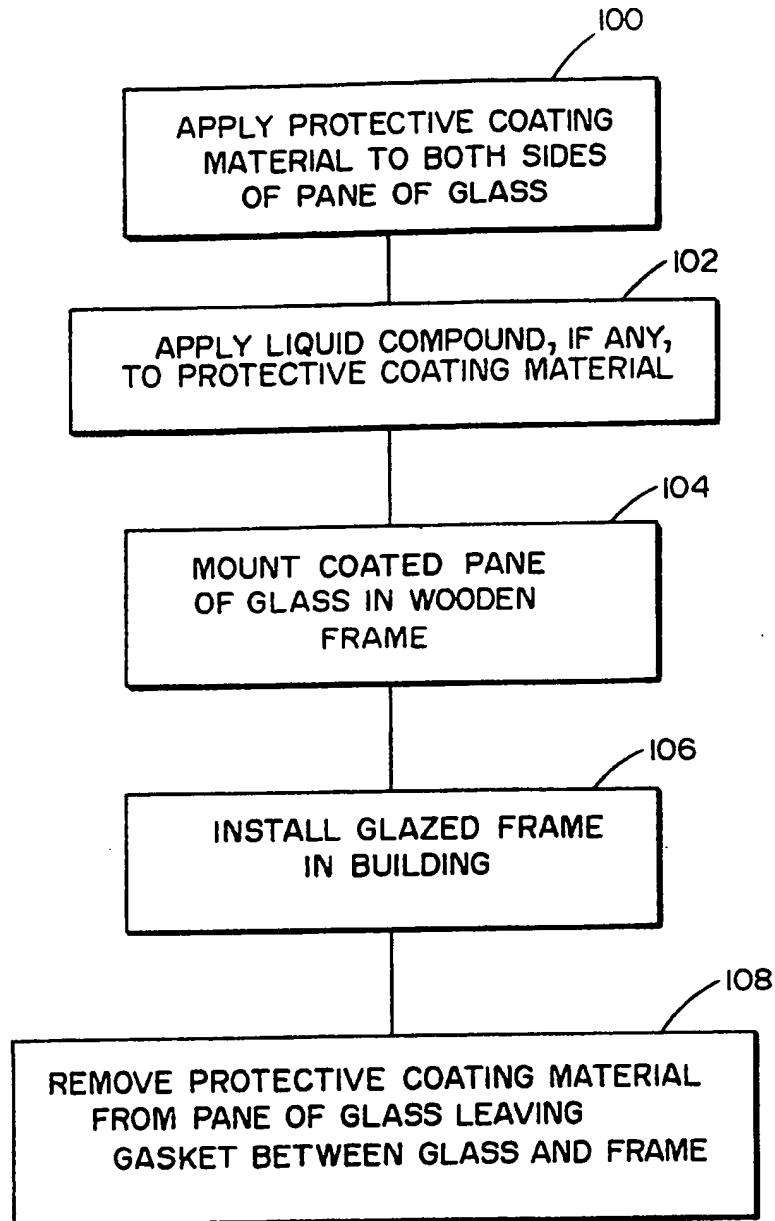 100
APPLY PROTECTIVE COATING
MATERIAL TO BOTH SIDES
OF PANE OF GLASS
102
APPLY LIQUID COMPOUND, IF ANY,
TO PROTECTIVE COATING MATERIAL
104
MOUNT COATED PANE
OF GLASS IN WOODEN
FRAME
106
INSTALL GLAZED FRAME
IN BUILDING
108
REMOVE PROTECTIVE COATING MATERIAL
FROM PANE OF GLASS LEAVING
GASKET BETWEEN GLASS AND FRAME